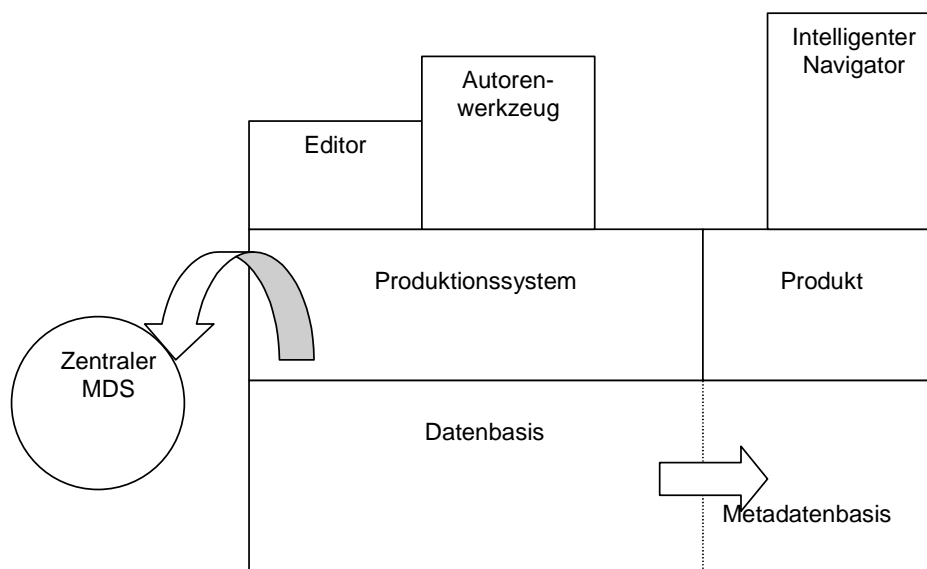 Intelligenter
Navigator
Autoren-
werkzeug
Editor
Produktionssystem
Produkt
Zentraler
MDS
Datenbasis
Metadatenbasis